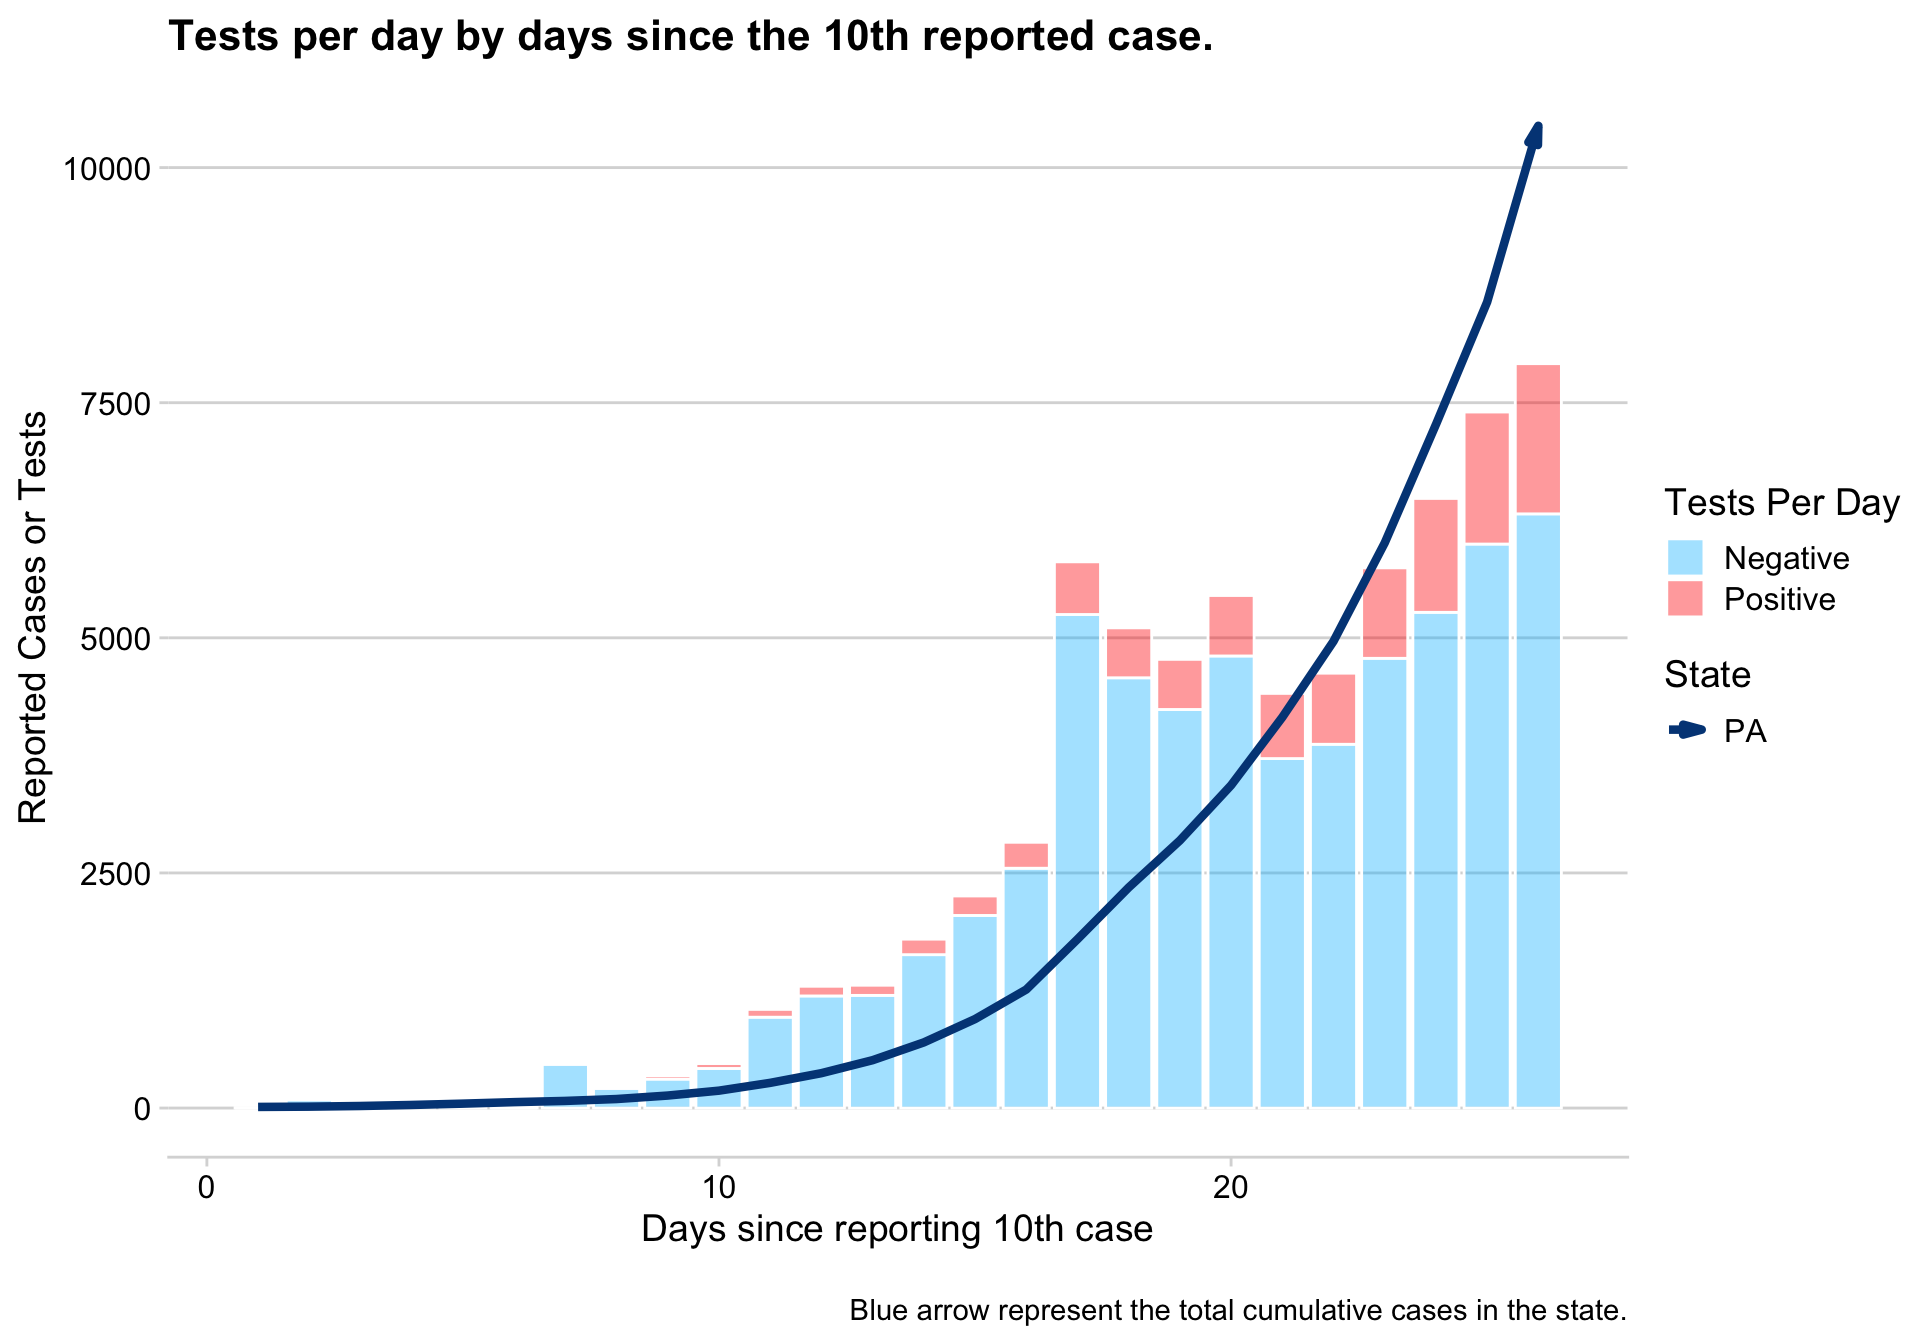 Tests per day by days since the 10th reported case.
10000
7500
5000
2500
0
Reported Cases or Tests
0 10 20
Days since reporting 10th case
Tests Per Day
Negative
Positive
State
PA
Blue arrow represent the total cumulative cases in the state.